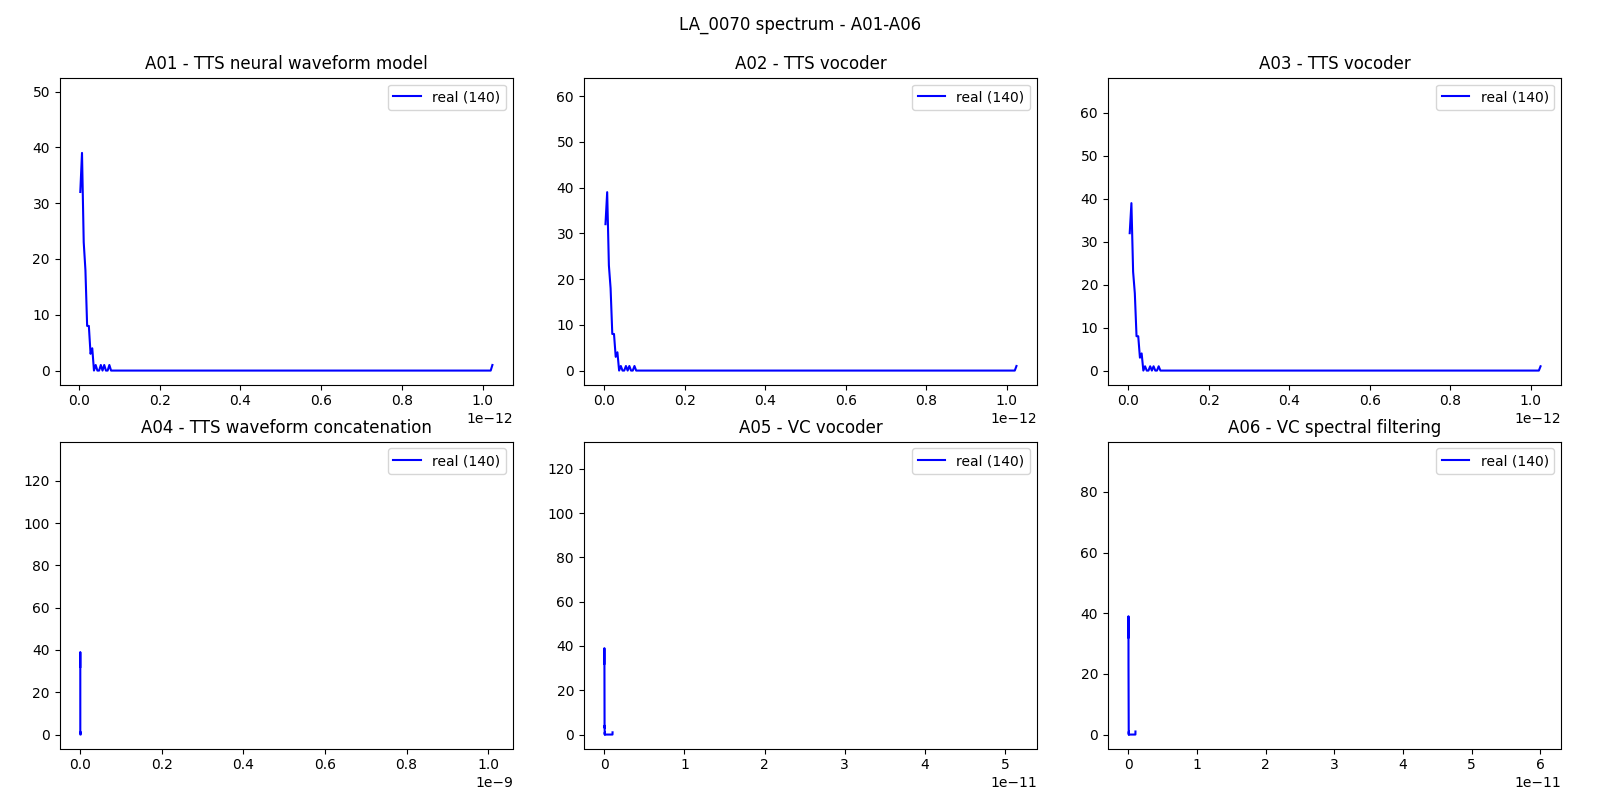 LA_0070 spectrum - A01-A06
A01 - TTS neural waveform model
real (140)
50
40
30
20
10
0
0.0 0.2 0.4 0.6 0.8 1.0
1e−12
A02 - TTS vocoder
real (140)
60
50
40
30
20
10
0
0.0 0.2 0.4 0.6 0.8 1.0
1e−12
A03 - TTS vocoder
real (140)
60
50
40
30
20
10
0
0.0 0.2 0.4 0.6 0.8 1.0
1e−12
A04 - TTS waveform concatenation
real (140)
120
100
80
60
40
20
0
0.0 0.2 0.4 0.6 0.8 1.0
1e−9
A05 - VC vocoder
real (140)
120
100
80
60
40
20
0
0 1 2 3 4 5
1e−11
A06 - VC spectral filtering
real (140)
80
60
40
20
0
0 1 2 3 4 5 6
1e−11